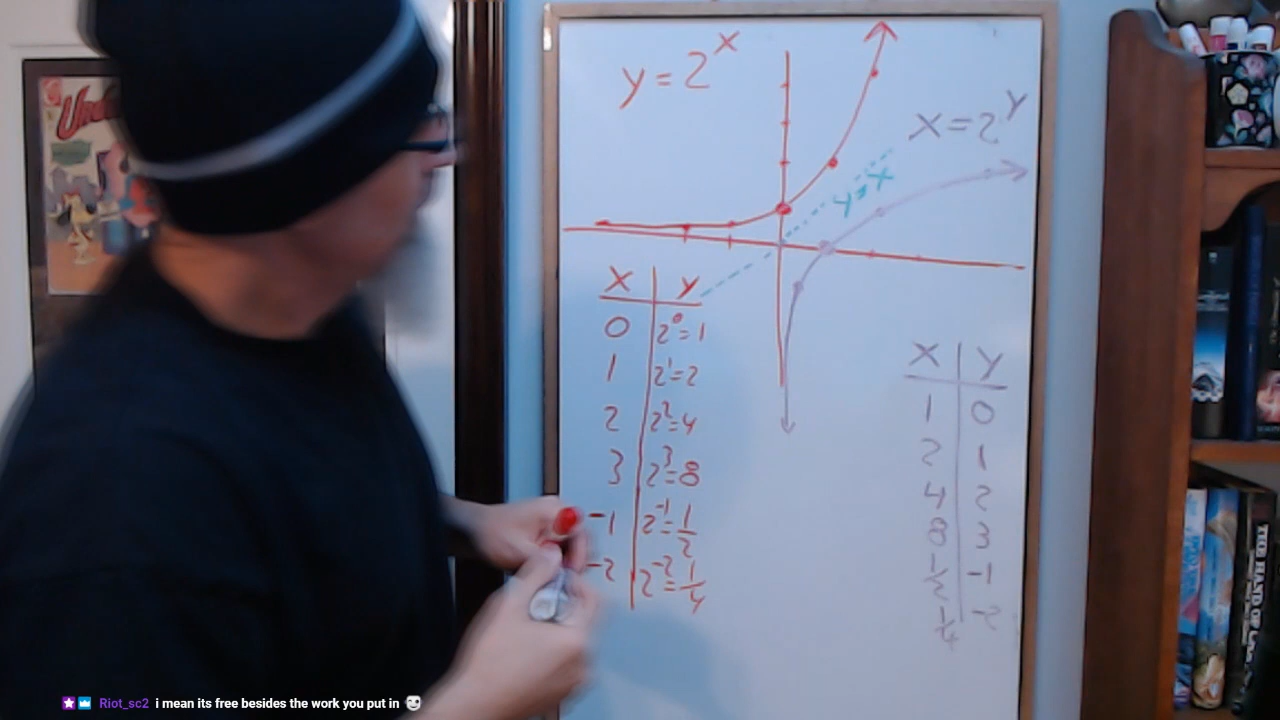 y = 2^x
x = 2^y
y = x
x | y
0 | 2^0 = 1
1 | 2^1 = 2
2 | 2^2 = 4
3 | 2^3 = 8
-1 | 2^-1 = 1/2
-2 | 2^-2 = 1/4
x | y
1 | 0
2 | 1
4 | 2
8 | 3
1/2 | -1
1/4 | -2
Riot_sc2 i mean its free besides the work you put in